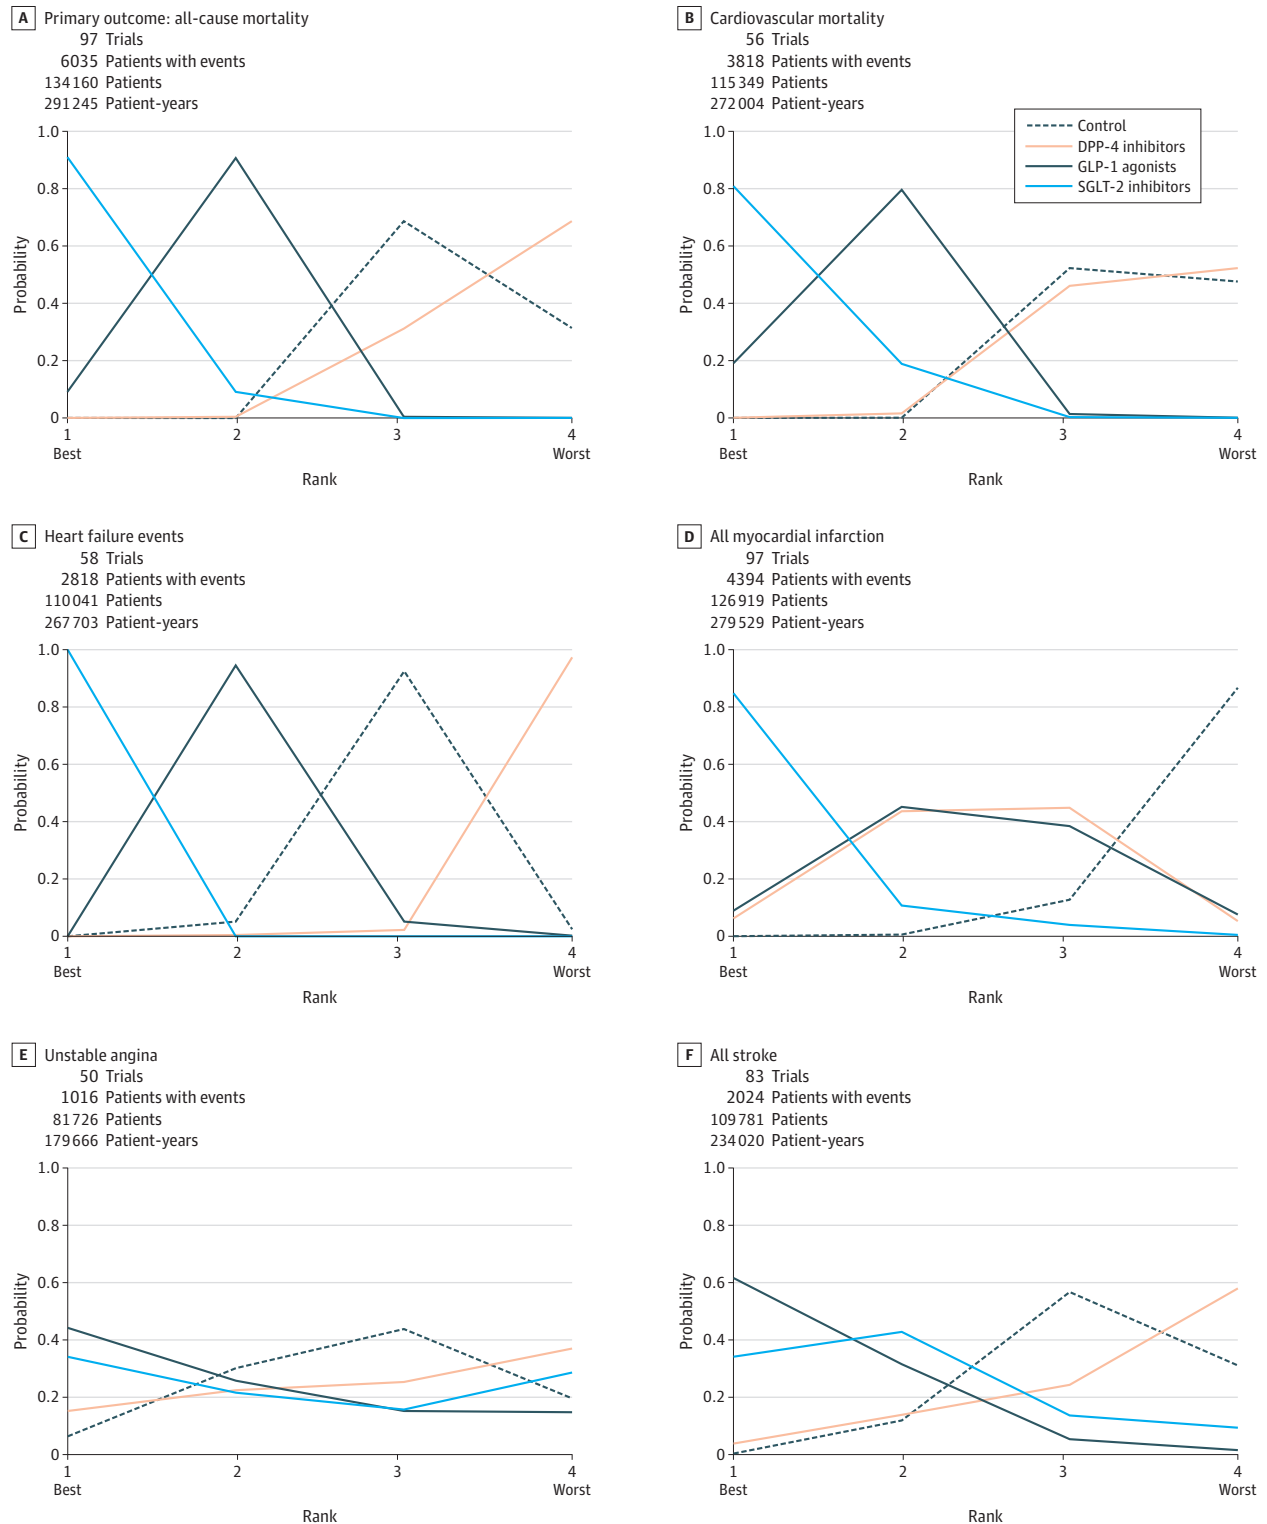 A Primary outcome: all-cause mortality
97 Trials
6035 Patients with events
134160 Patients
291245 Patient-years
1.0
0.8
0.6
0.4
0.2
0
Probability
1 2 3 4
Best Worst
Rank
B Cardiovascular mortality
56 Trials
3818 Patients with events
115349 Patients
272004 Patient-years
Control
DPP-4 inhibitors
GLP-1 agonists
SGLT-2 inhibitors
1.0
0.8
0.6
0.4
0.2
0
Probability
1 2 3 4
Best Worst
Rank
C Heart failure events
58 Trials
2818 Patients with events
110041 Patients
267703 Patient-years
1.0
0.8
0.6
0.4
0.2
0
Probability
1 2 3 4
Best Worst
Rank
D All myocardial infarction
97 Trials
4394 Patients with events
126919 Patients
279529 Patient-years
1.0
0.8
0.6
0.4
0.2
0
Probability
1 2 3 4
Best Worst
Rank
E Unstable angina
50 Trials
1016 Patients with events
81726 Patients
179666 Patient-years
1.0
0.8
0.6
0.4
0.2
0
Probability
1 2 3 4
Best Worst
Rank
F All stroke
83 Trials
2024 Patients with events
109781 Patients
234020 Patient-years
1.0
0.8
0.6
0.4
0.2
0
Probability
1 2 3 4
Best Worst
Rank